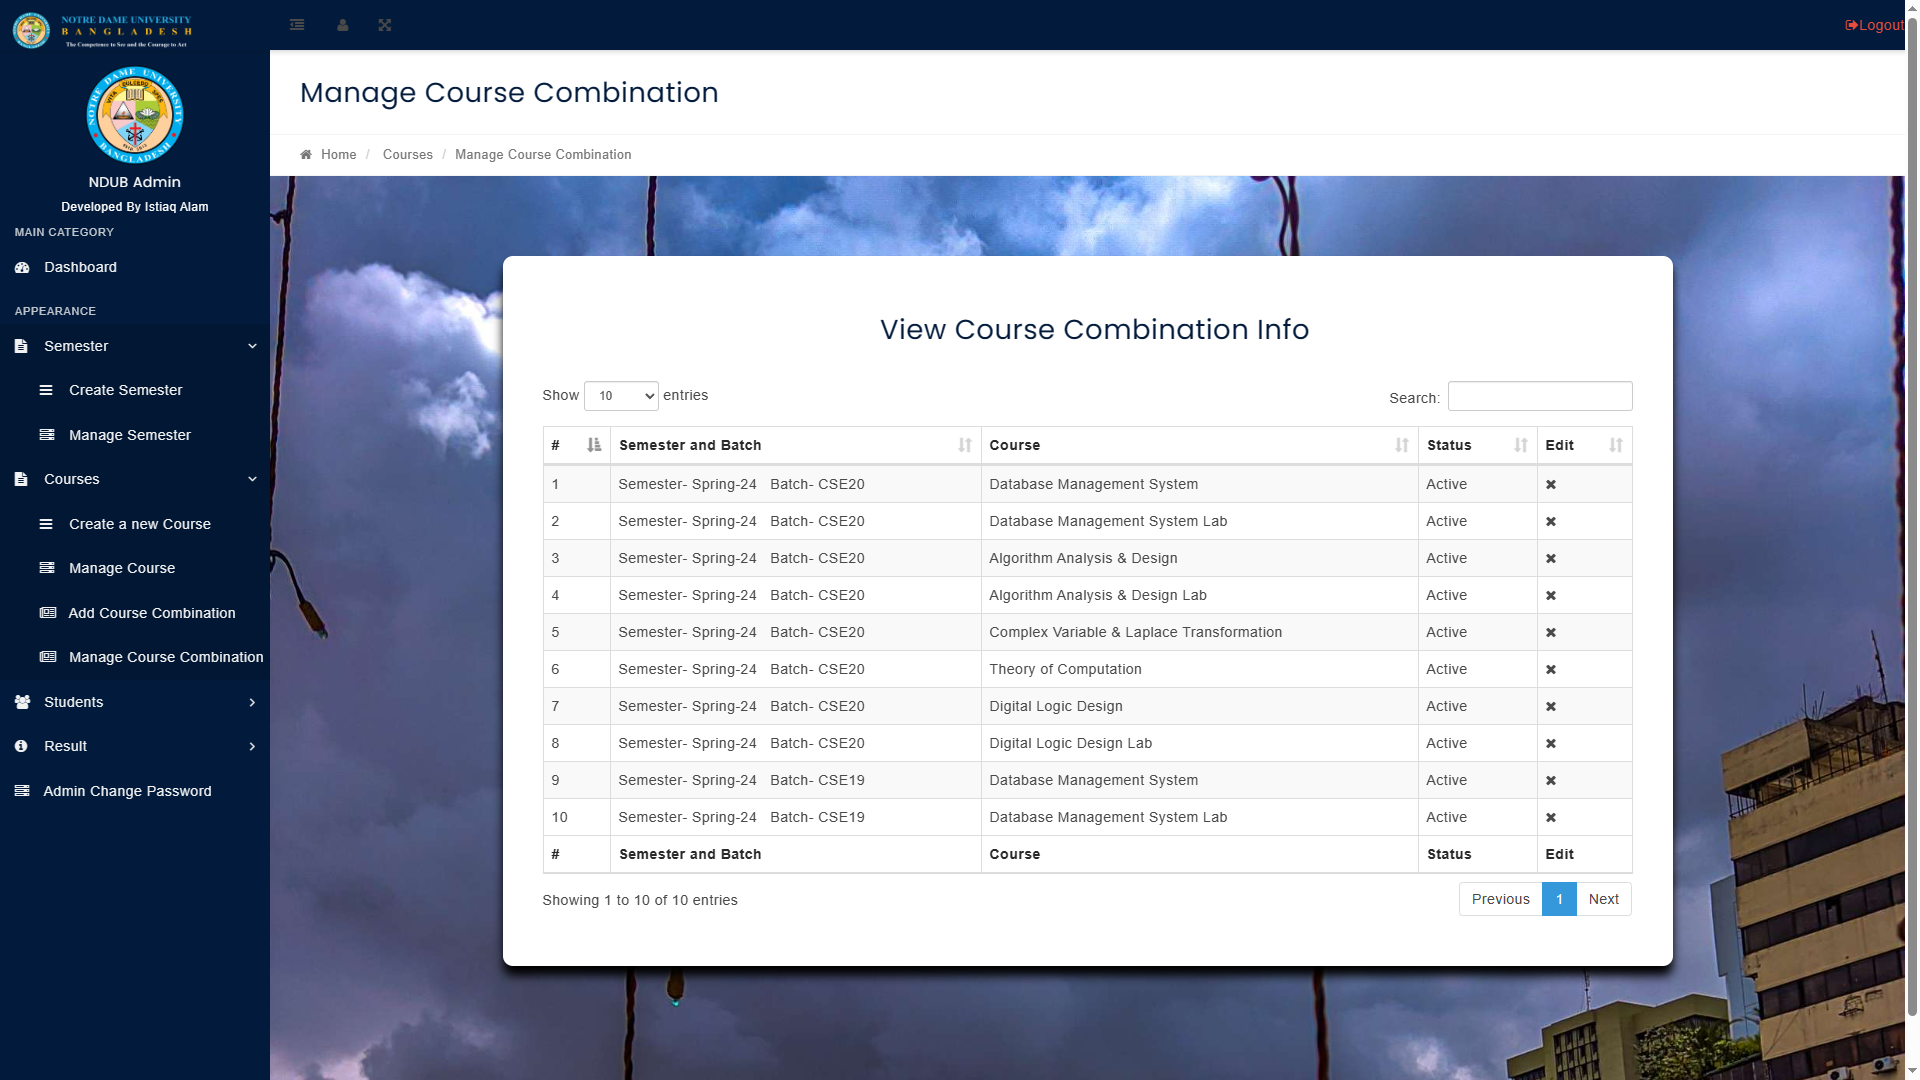 NOTRE DAME UNIVERSITY
BANGLADESH
The Competence to See and the Courage to Act
Logout
NOTRE DAME UNIVERSITY
BANGLADESH
NDUB Admin
Developed By Istiaq Alam
MAIN CATEGORY
Dashboard
APPEARANCE
Semester
Create Semester
Manage Semester
Courses
Create a new Course
Manage Course
Add Course Combination
Manage Course Combination
Students
Result
Admin Change Password
Manage Course Combination
Home / Courses / Manage Course Combination
View Course Combination Info
Show 10 entries Search:
# Semester and Batch Course Status Edit
1 Semester- Spring-24 Batch- CSE20 Database Management System Active
2 Semester- Spring-24 Batch- CSE20 Database Management System Lab Active
3 Semester- Spring-24 Batch- CSE20 Algorithm Analysis & Design Active
4 Semester- Spring-24 Batch- CSE20 Algorithm Analysis & Design Lab Active
5 Semester- Spring-24 Batch- CSE20 Complex Variable & Laplace Transformation Active
6 Semester- Spring-24 Batch- CSE20 Theory of Computation Active
7 Semester- Spring-24 Batch- CSE20 Digital Logic Design Active
8 Semester- Spring-24 Batch- CSE20 Digital Logic Design Lab Active
9 Semester- Spring-24 Batch- CSE19 Database Management System Active
10 Semester- Spring-24 Batch- CSE19 Database Management System Lab Active
# Semester and Batch Course Status Edit
Showing 1 to 10 of 10 entries Previous 1 Next